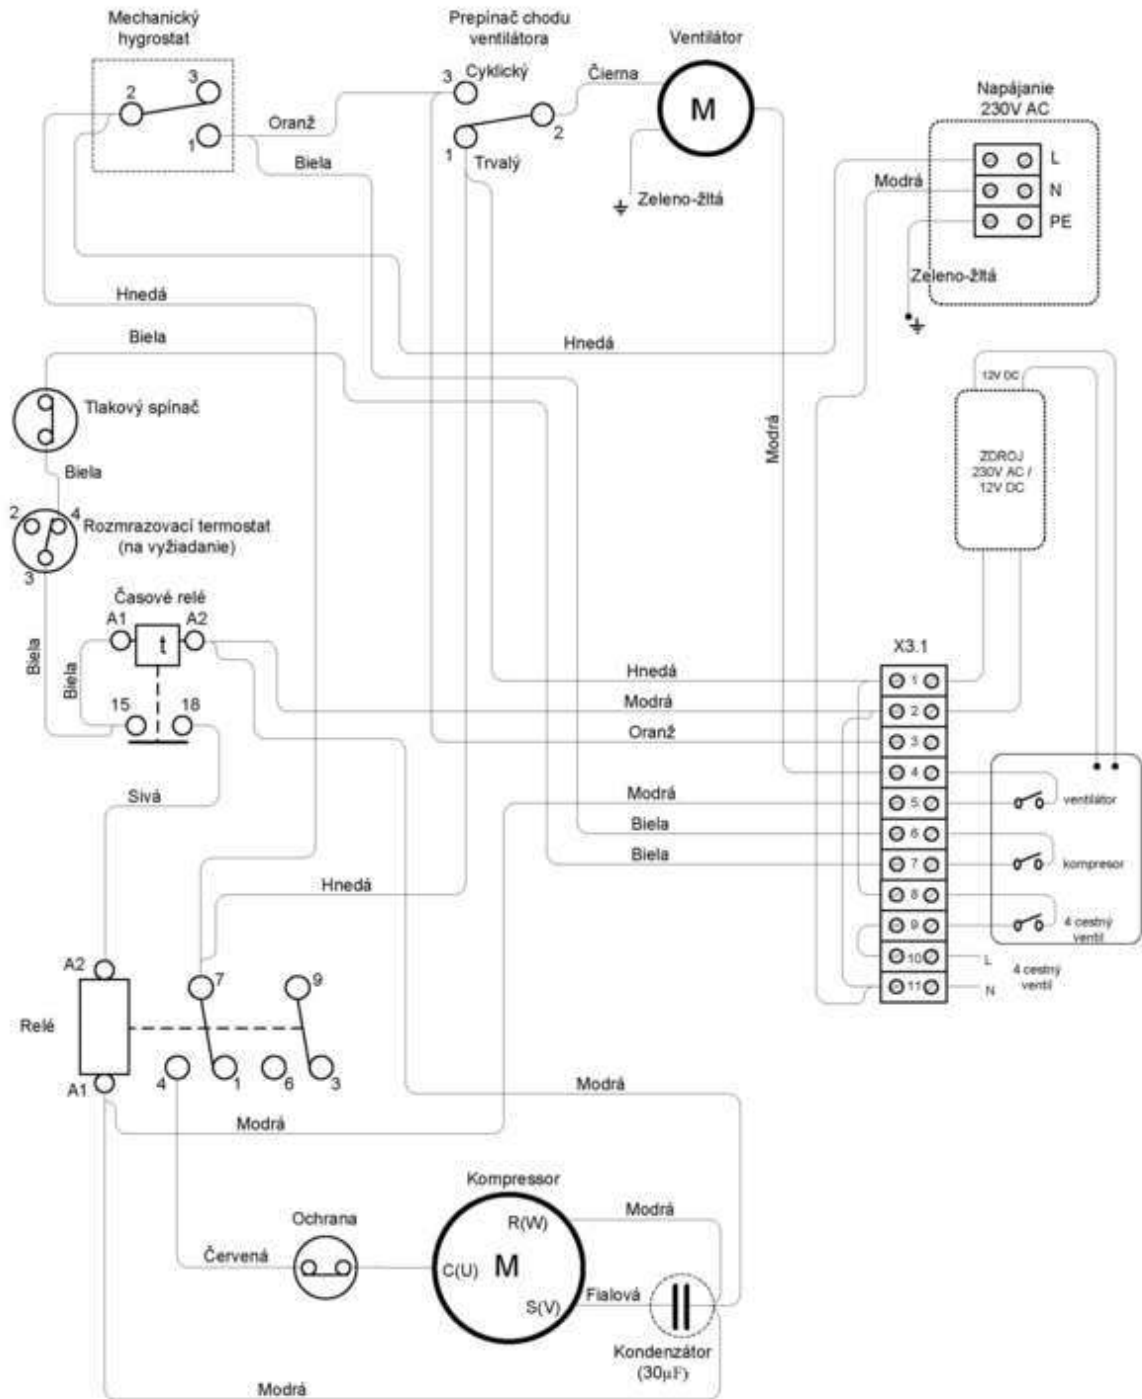 Mechanický
hygrostat
2
3
1
Prepínač chodu
ventilátora
3
Cyklický
2
1
Trvalý
Ventilátor
M
Čierna
Oranž
Biela
Zeleno-žltá
Napájanie
230V AC
L
N
PE
Modrá
Zeleno-žltá
Hnedá
Biela
Hnedá
Tlakový spínač
Biela
2
4
3
Rozmrazovací termostat
(na vyžiadanie)
Modrá
12V DC
ZDROJ
230V AC /
12V DC
Časové relé
A1
A2
t
15
18
Biela
Biela
Sivá
X3.1
Hnedá
1
Modrá
2
Oranž
3
4
Modrá
5
Biela
6
Biela
7
8
9
10
11
ventilátor
kompresor
4 cestný
ventil
L
N
4 cestný
ventil
Hnedá
A2
Relé
A1
7
9
4
1
6
3
Modrá
Modrá
Kompressor
R(W)
C(U)
M
S(V)
Ochrana
Červená
Modrá
Fialová
Kondenzátor
(30µF)
Modrá